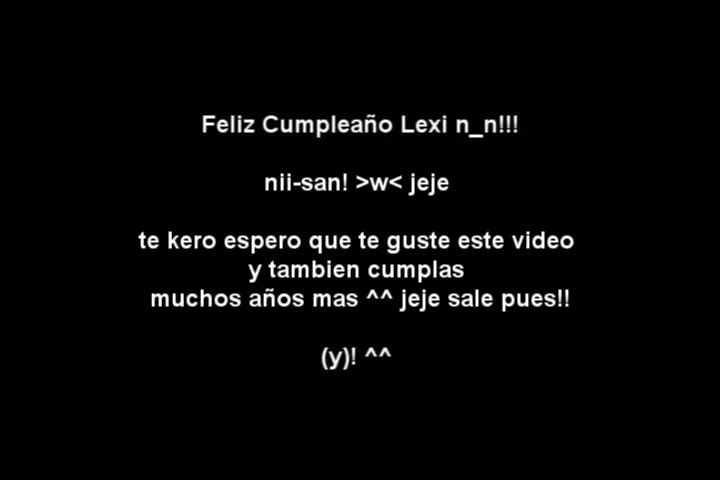 Feliz Cumpleaño Lexi n_n!!!
nii-san! >w< jeje
te kero espero que te guste este video
y tambien cumplas
muchos años mas ^^ jeje sale pues!!
(y)! ^^